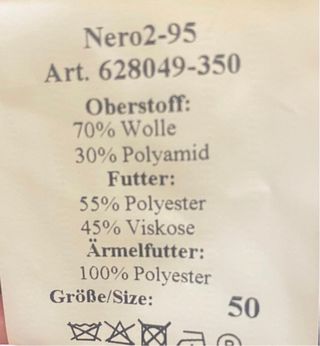 Nero2-95
Art. 628049-350
Oberstoff:
70% Wolle
30% Polyamid
Futter:
55% Polyester
45% Viskose
Ärmelfutter:
100% Polyester
Größe/Size: 50
P